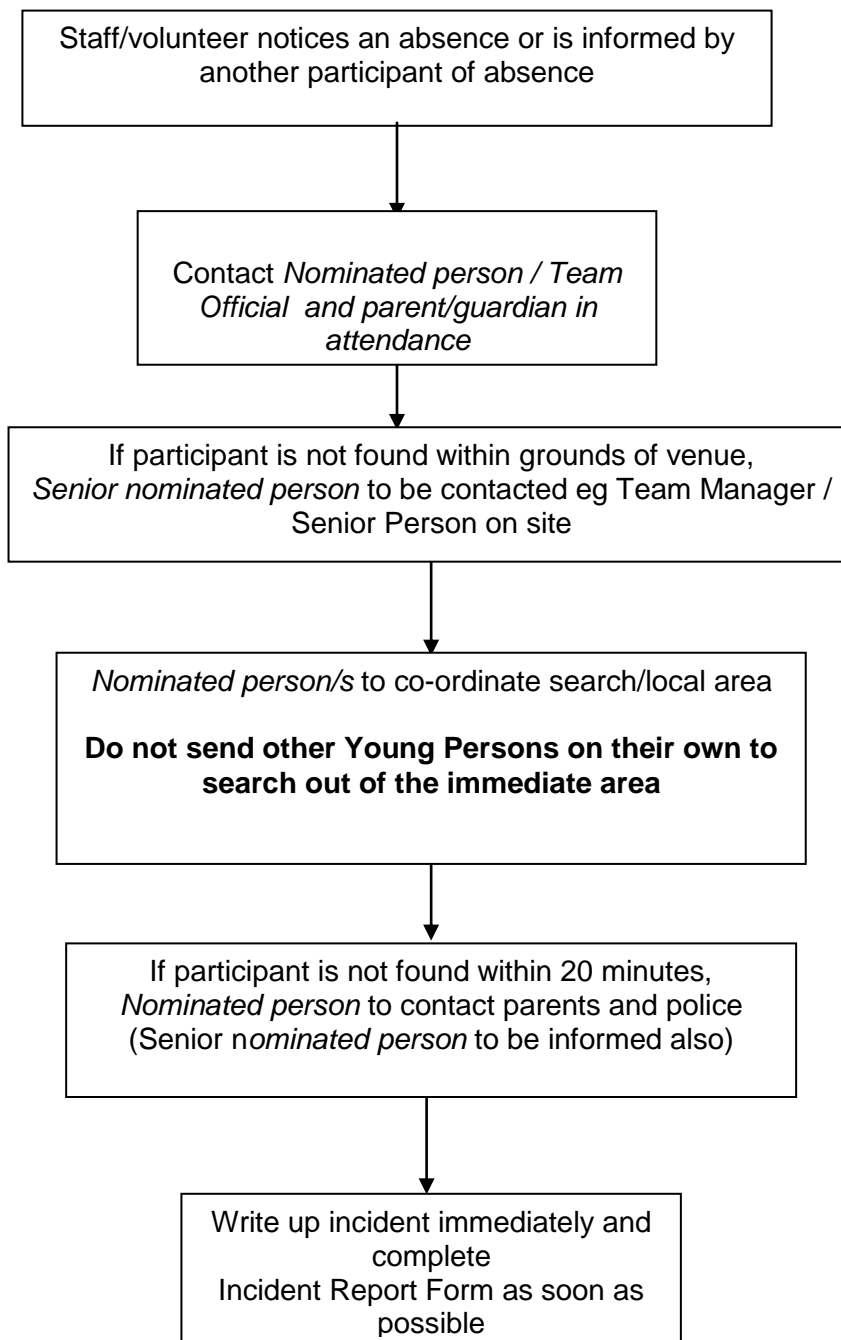 Staff/volunteer notices an absence or is informed by
another participant of absence
Contact Nominated person / Team
Official and parent/guardian in
attendance
If participant is not found within grounds of venue,
Senior nominated person to be contacted eg Team Manager /
Senior Person on site
Nominated person/s to co-ordinate search/local area
Do not send other Young Persons on their own to
search out of the immediate area
If participant is not found within 20 minutes,
Nominated person to contact parents and police
(Senior nominated person to be informed also)
Write up incident immediately and
complete
Incident Report Form as soon as
possible